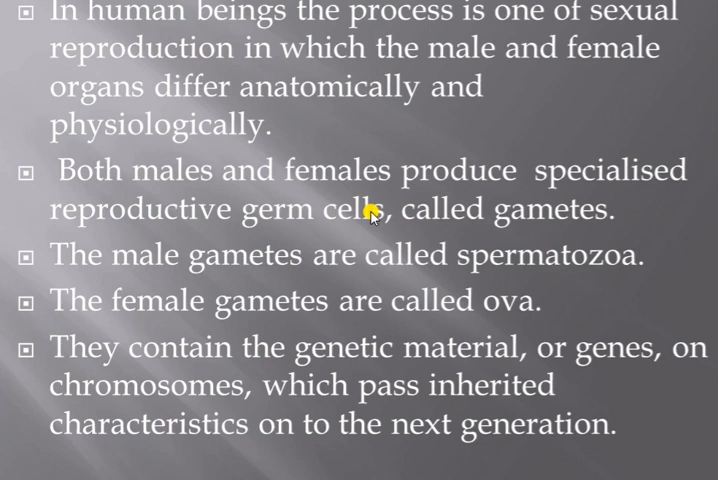 In human beings the process is one of sexual
reproduction in which the male and female
organs differ anatomically and
physiologically.
Both males and females produce specialised
reproductive germ cells, called gametes.
The male gametes are called spermatozoa.
The female gametes are called ova.
They contain the genetic material, or genes, on
chromosomes, which pass inherited
characteristics on to the next generation.